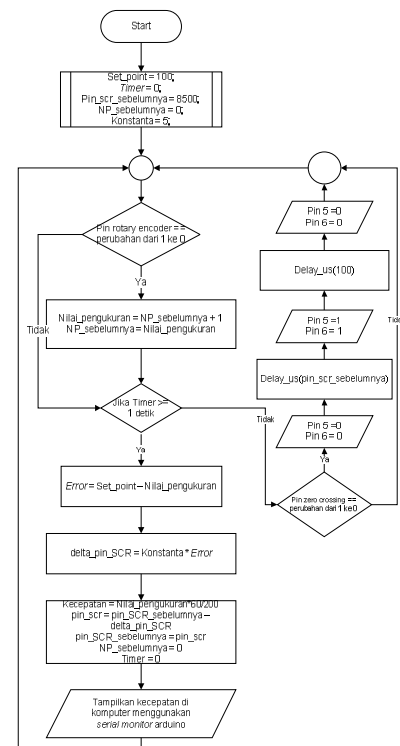 Start
Set_point = 100;
Timer = 0;
Pin_scr_sebelumnya = 8500;
NP_sebelumnya = 0;
Konstanta = 5;
Pin rotary encoder ==
perubahan dari 1 ke 0
Ya
Tidak
Nilai_pengukuran = NP_sebelumnya + 1
NP_sebelumnya = Nilai_pengukuran
Jika Timer >=
1 detik
Ya
Tidak
Error = Set_point – Nilai_pengukuran
delta_pin_SCR = Konstanta * Error
Kecepatan = Nilai_pengukuran*60/200
pin_scr = pin_SCR_sebelumnya –
delta_pin_SCR
pin_SCR_sebelumnya = pin_scr
NP_sebelumnya = 0
Timer = 0
Tampilkan kecepatan di
komputer menggunakan
serial monitor arduino
Pin 5 =0
Pin 6 = 0
Delay_us(100)
Pin 5 =1
Pin 6 = 1
Delay_us(pin_scr_sebelumnya)
Pin 5 =0
Pin 6 = 0
Ya
Pin zero crossing ==
perubahan dari 1 ke 0